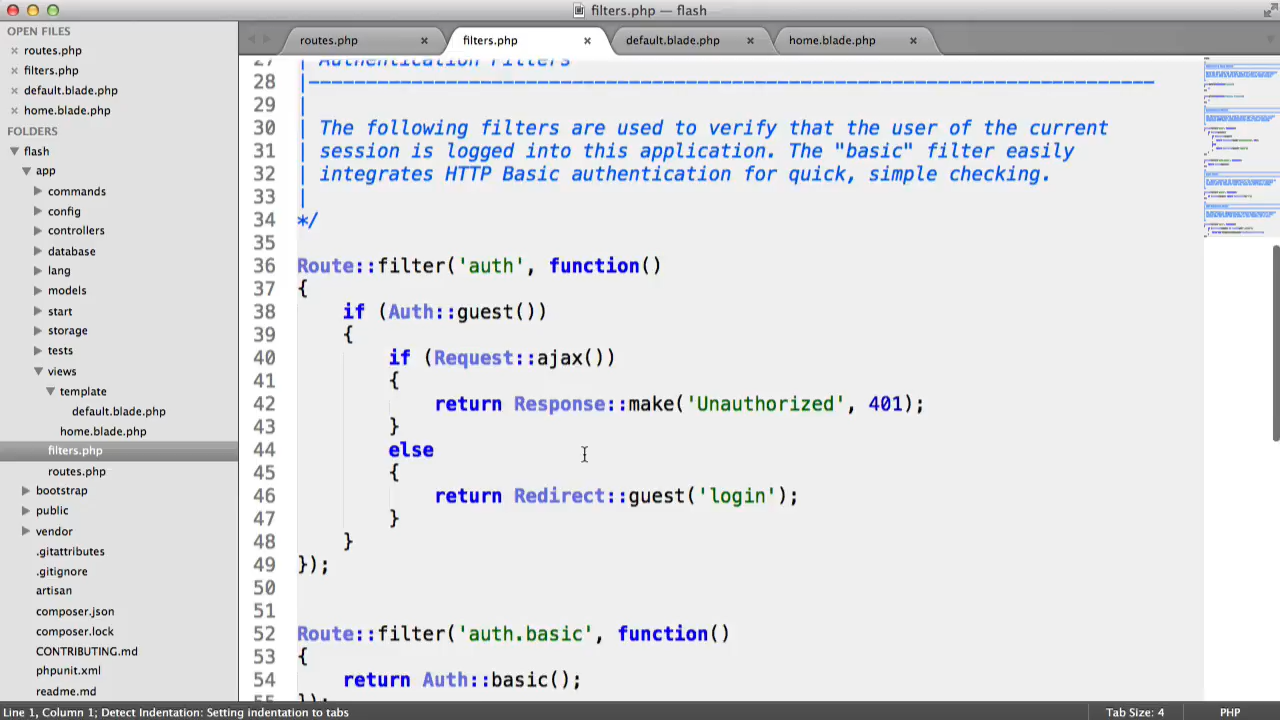 filters.php — flash
OPEN FILES
× routes.php
× filters.php
× default.blade.php
× home.blade.php
FOLDERS
flash
app
commands
config
controllers
database
lang
models
start
storage
tests
views
template
default.blade.php
home.blade.php
filters.php
routes.php
bootstrap
public
vendor
.gitattributes
.gitignore
artisan
composer.json
composer.lock
CONTRIBUTING.md
phpunit.xml
readme.md
routes.php ×
filters.php ×
default.blade.php ×
home.blade.php ×
27 | Authentication Filters
28 |--------------------------------------------------------------------------
29 |
30 | The following filters are used to verify that the user of the current
31 | session is logged into this application. The "basic" filter easily
32 | integrates HTTP Basic authentication for quick, simple checking.
33 |
34 */
35
36 Route::filter('auth', function()
37 {
38 if (Auth::guest())
39 {
40 if (Request::ajax())
41 {
42 return Response::make('Unauthorized', 401);
43 }
44 else
45 {
46 return Redirect::guest('login');
47 }
48 }
49 });
50
51
52 Route::filter('auth.basic', function()
53 {
54 return Auth::basic();
55 });
Line 1, Column 1; Detect Indentation: Setting indentation to tabs
Tab Size: 4
PHP